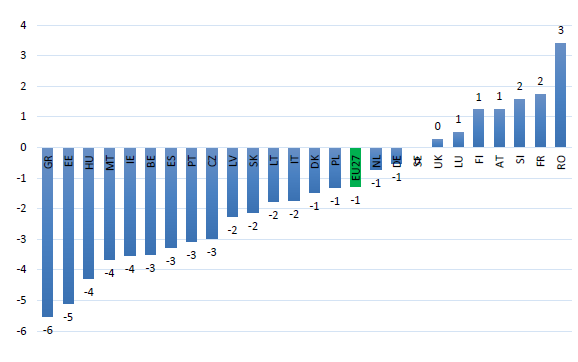 4
3
2
1
0
-1
-2
-3
-4
-5
-6
GR
EE
HU
MT
IE
BE
ES
PT
CZ
LV
SK
LT
IT
DK
PL
EU27
NL
DE
UK
LU
FI
AT
SI
FR
RO
-6
-5
-4
-4
-4
-3
-3
-3
-3
-2
-2
-2
-2
-1
-1
-1
-1
-1
0
1
1
1
2
2
3